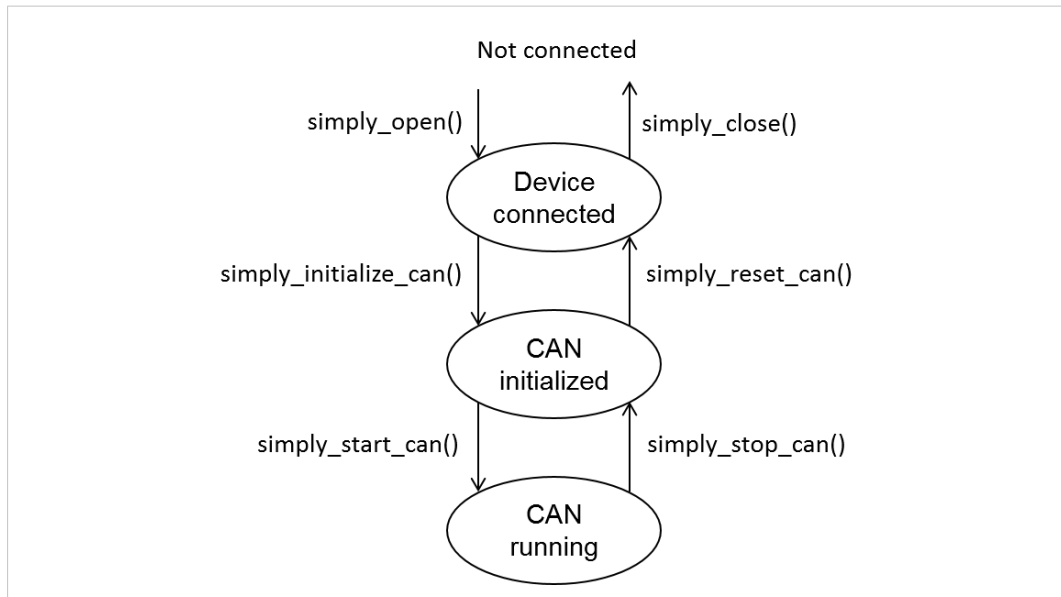 Not connected
simply_open()
simply_close()
Device
connected
simply_initialize_can()
simply_reset_can()
CAN
initialized
simply_start_can()
simply_stop_can()
CAN
running